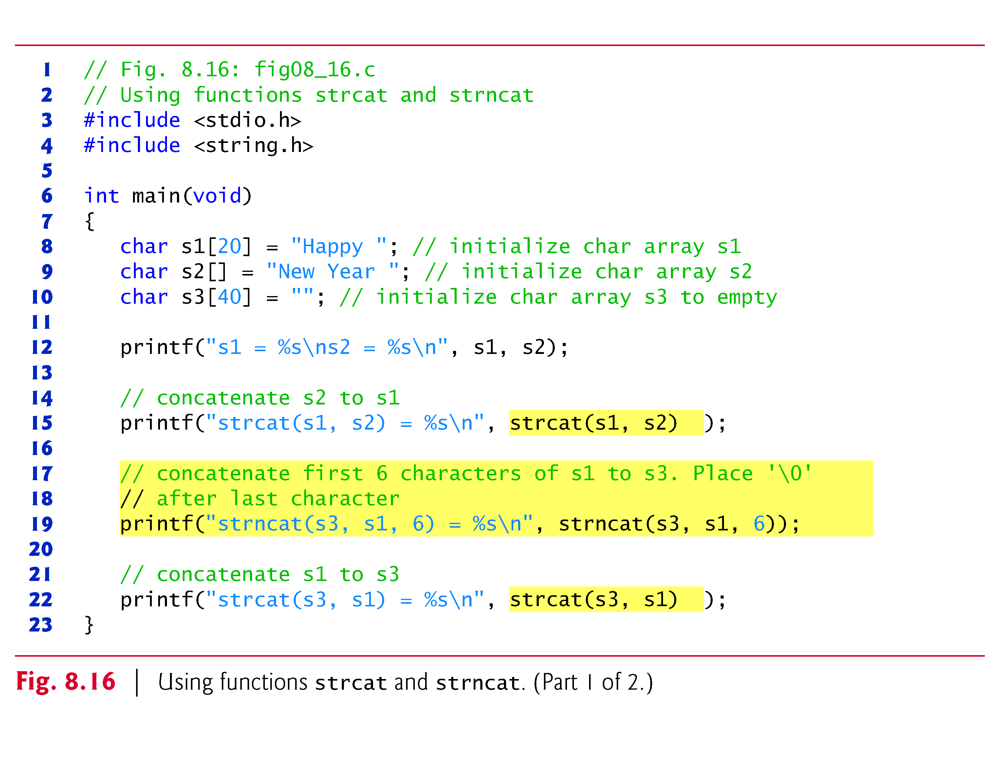 1 // Fig. 8.16: fig08_16.c
2 // Using functions strcat and strncat
3 #include <stdio.h>
4 #include <string.h>
5
6 int main(void)
7 {
8    char s1[20] = "Happy "; // initialize char array s1
9    char s2[] = "New Year "; // initialize char array s2
10    char s3[40] = ""; // initialize char array s3 to empty
11
12    printf("s1 = %s\ns2 = %s\n", s1, s2);
13
14    // concatenate s2 to s1
15    printf("strcat(s1, s2) = %s\n", strcat(s1, s2)  );
16
17    // concatenate first 6 characters of s1 to s3. Place '\0'
18    // after last character
19    printf("strncat(s3, s1, 6) = %s\n", strncat(s3, s1, 6));
20
21    // concatenate s1 to s3
22    printf("strcat(s3, s1) = %s\n", strcat(s3, s1)  );
23 }
Fig. 8.16 | Using functions strcat and strncat. (Part 1 of 2.)